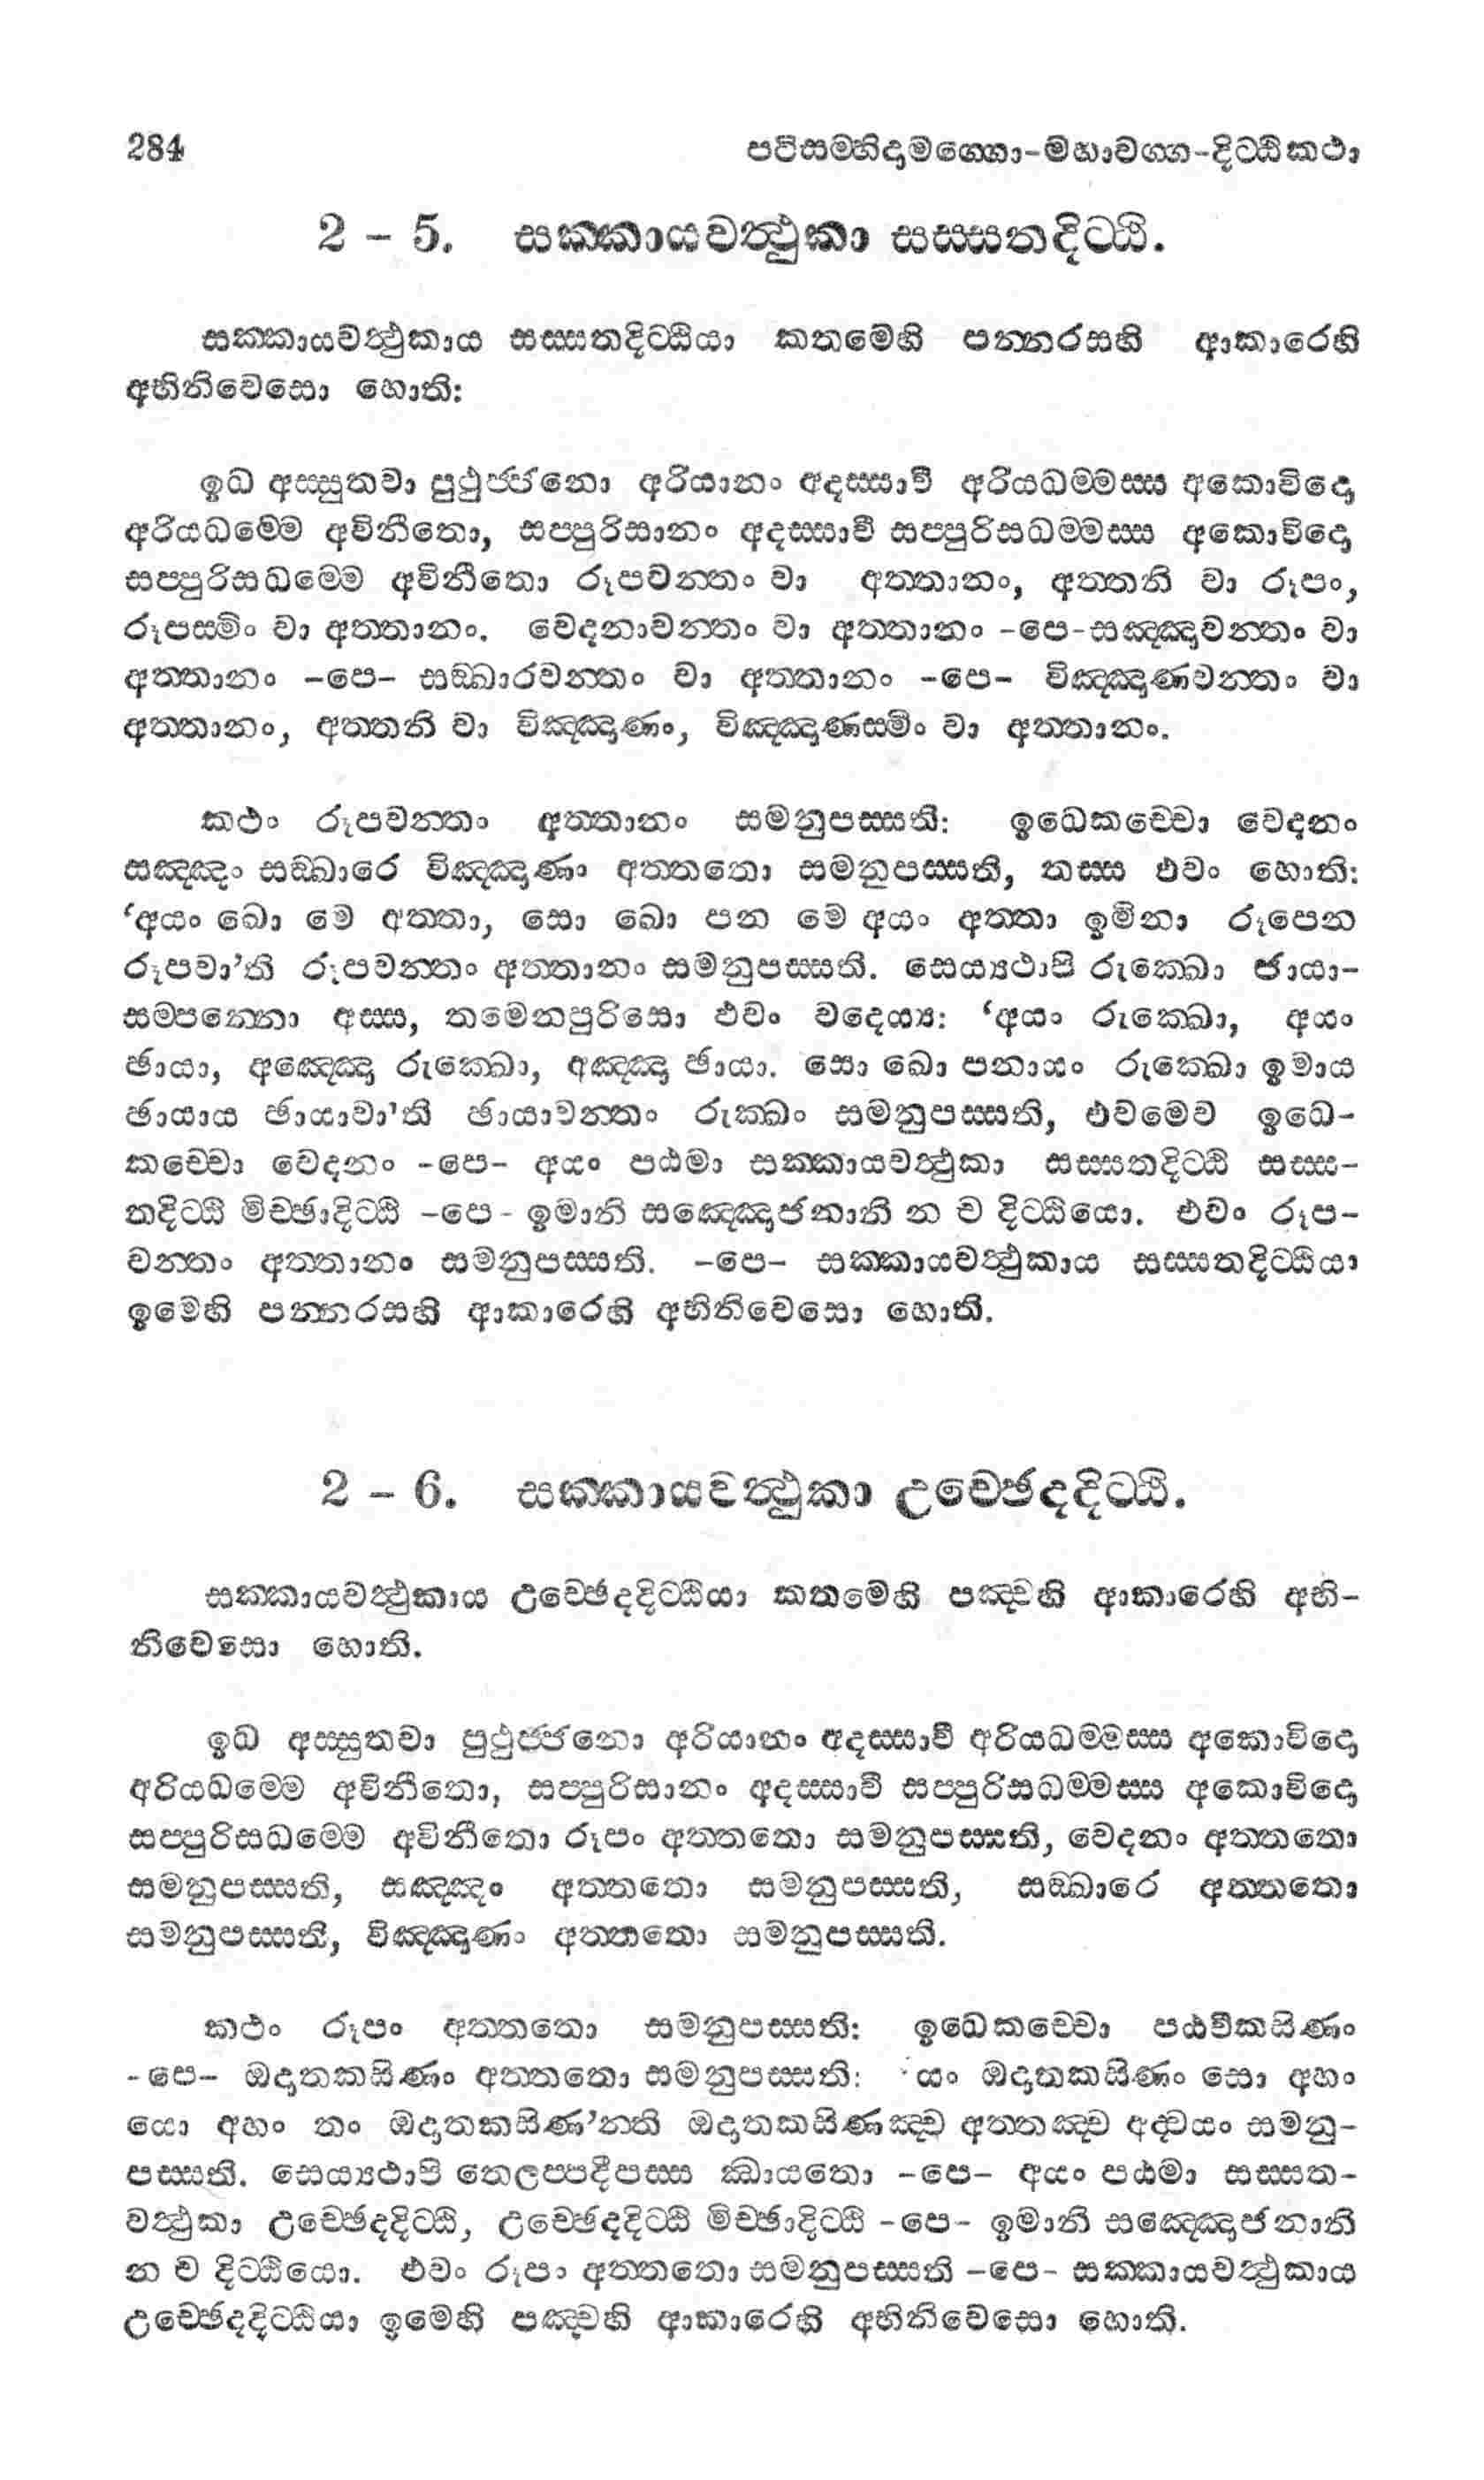 284 පටිසම්භිදාමග්ගො-මහාවග්ග-දිට්ඨිකථා
2 - 5. සක්කායවත්ථුකා සස්සතදිට්ඨි.
සක්කායවත්ථුකාය සස්සතදිට්ඨියා කතමෙහි පන්නරසහි ආකාරෙහි
අභිනිවෙසො හොති:
ඉධ අස්සුතවා පුථුජ්ජනො අරියානං අදස්සාවී අරියධම්මස්ස අකොවිදො
අරියධම්මෙ අවිනීතො, සප්පුරිසානං අදස්සාවී සප්පුරිසධම්මස්ස අකොවිදො
සප්පුරිසධම්මෙ අවිනීතො රූපවන්තං වා අත්තානං, අත්තනි වා රූපං,
රූපස්මිං වා අත්තානං. වෙදනාවන්තං වා අත්තානං -පෙ-සඤ්ඤාවන්තං වා
අත්තානං -පෙ- සඞ්ඛාරවන්තං වා අත්තානං -පෙ- විඤ්ඤාණවන්තං වා
අත්තානං, අත්තනි වා විඤ්ඤාණං, විඤ්ඤාණස්මිං වා අත්තානං.
කථං රූපවන්තං අත්තානං සමනුපස්සති: ඉධෙකච්චො වෙදනං
සඤ්ඤං සඞ්ඛාරෙ විඤ්ඤාණං අත්තතො සමනුපස්සති, තස්ස එවං හොති:
‘අයං ඛො මෙ අත්තා, සො ඛො පන මෙ අයං අත්තා ඉමිනා රූපෙන
රූපවා’ති රූපවන්තං අත්තානං සමනුපස්සති. සෙය්‍යථාපි රුක්ඛො ඡායා-
සම්පන්නො අස්ස, තමෙනපුරිසො එවං වදෙය්‍ය: ‘අයං රුක්ඛො, අයං
ඡායා, අඤ්ඤො රුක්ඛො, අඤ්ඤා ඡායා. සො ඛො පනායං රුක්ඛො ඉමාය
ඡායාය ඡායාවා'ති ඡායාවන්තං රුක්ඛං සමනුපස්සති, එවමෙව ඉධෙ-
කච්චො වෙදනං -පෙ- අයං පඨමා සක්කායවත්ථුකා සස්සතදිට්ඨි සස්ස-
තදිට්ඨි මිච්ඡාදිට්ඨි -පෙ- ඉමානි සඤ්ඤොජනානි න ච දිට්ඨියො. එවං රූප-
වන්තං අත්තානං සමනුපස්සති. -පෙ- සක්කායවත්ථුකාය සස්සතදිට්ඨියා
ඉමෙහි පන්නරසහි ආකාරෙහි අභිනිවෙසො හොති.
2 - 6. සක්කායවත්ථුකා උච්ඡෙදදිට්ඨි.
සක්කායවත්ථුකාය උච්ඡෙදදිට්ඨියා කතමෙහි පඤ්චහි ආකාරෙහි අභි-
නිවෙසො හොති.
ඉධ අස්සුතවා පුථුජ්ජනො අරියානං අදස්සාවී අරියධම්මස්ස අකොවිදො
අරියධම්මෙ අවිනීතො, සප්පුරිසානං අදස්සාවී සප්පුරිසධම්මස්ස අකොවිදො
සප්පුරිසධම්මෙ අවිනීතො රූපං අත්තතො සමනුපස්සති, වෙදනං අත්තතො
සමනුපස්සති, සඤ්ඤං අත්තතො සමනුපස්සති, සඞ්ඛාරෙ අත්තතො
සමනුපස්සති, විඤ්ඤාණං අත්තතො සමනුපස්සති.
කථං රූපං අත්තතො සමනුපස්සති: ඉධෙකච්චො පඨවීකසිණං
-පෙ- ඔදාතකසිණං අත්තතො සමනුපස්සති: ‘යං ඔදාතකසිණං සො අහං
යො අහං තං ඔදාතකසිණ’න්ති ඔදාතකසිණඤ්ච අත්තඤ්ච අද්වයං සමනු-
පස්සති. සෙය්‍යථාපි තෙලප්පදීපස්ස ඣායතො -පෙ- අයං පඨමා සස්සත-
වත්ථුකා උච්ඡෙදදිට්ඨි, උච්ඡෙදදිට්ඨි මිච්ඡාදිට්ඨි -පෙ- ඉමානි සඤ්ඤොජනානි
න ච දිට්ඨියො. එවං රූපං අත්තතො සමනුපස්සති -පෙ- සක්කායවත්ථුකාය
උච්ඡෙදදිට්ඨියා ඉමෙහි පඤ්චහි ආකාරෙහි අභිනිවෙසො හොති.